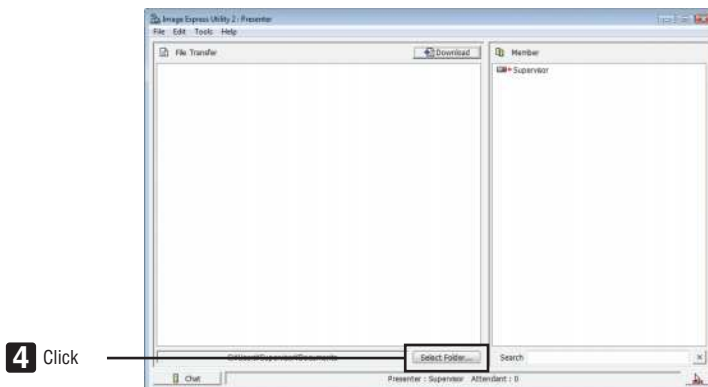 Image Express Utility 2 : Presenter
File Edit Tools Help
File Transfer
Download
Member
Supervisor
4 Click
Select Folder...
Search
Chat
Presenter : Supervisor Attendant : 0